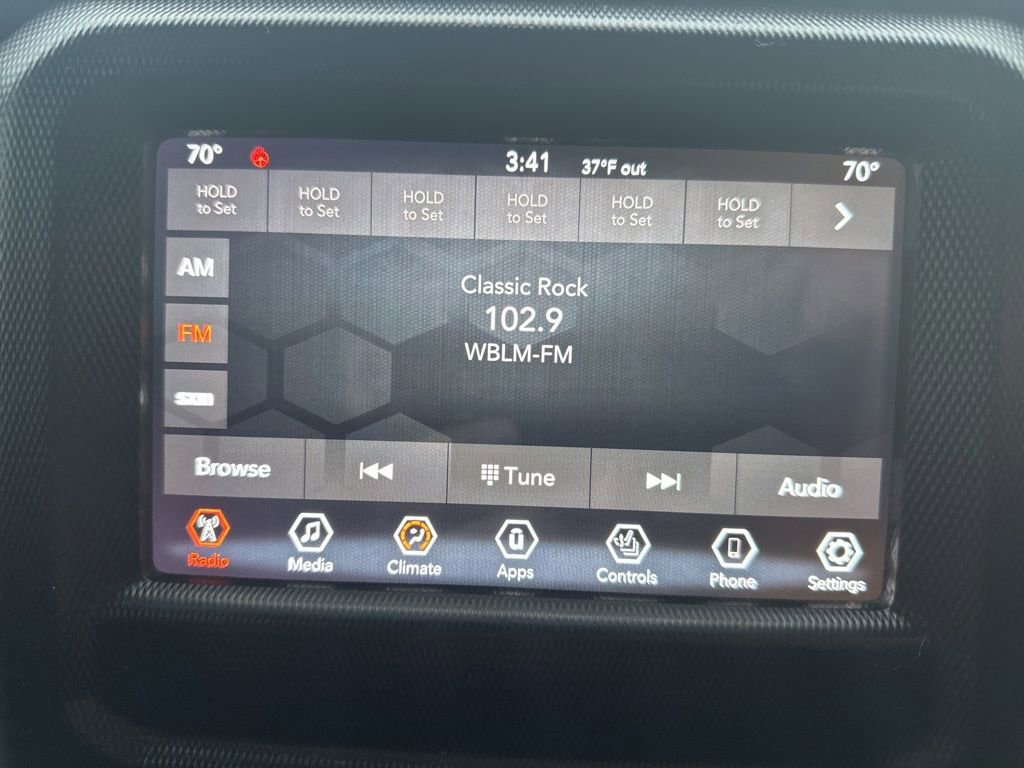 70° 3:41 37°F out 70°
HOLD to Set HOLD to Set HOLD to Set HOLD to Set HOLD to Set HOLD to Set
AM
FM
sxm
Classic Rock
102.9
WBLM-FM
Browse Tune Audio
Radio Media Climate Apps Controls Phone Settings